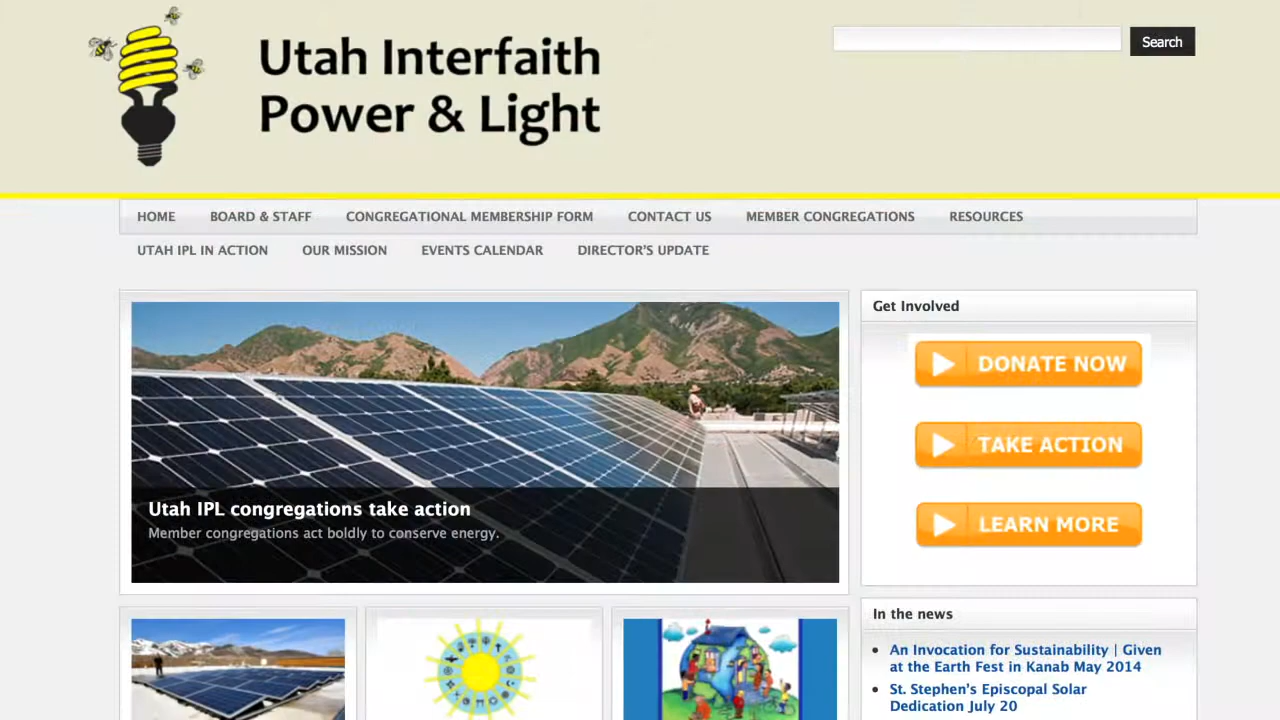 Utah Interfaith
Power & Light
Search
HOME BOARD & STAFF CONGREGATIONAL MEMBERSHIP FORM CONTACT US MEMBER CONGREGATIONS RESOURCES
UTAH IPL IN ACTION OUR MISSION EVENTS CALENDAR DIRECTOR'S UPDATE
Utah IPL congregations take action
Member congregations act boldly to conserve energy.
Get Involved
DONATE NOW
TAKE ACTION
LEARN MORE
In the news
An Invocation for Sustainability | Given
at the Earth Fest in Kanab May 2014
St. Stephen's Episcopal Solar
Dedication July 20